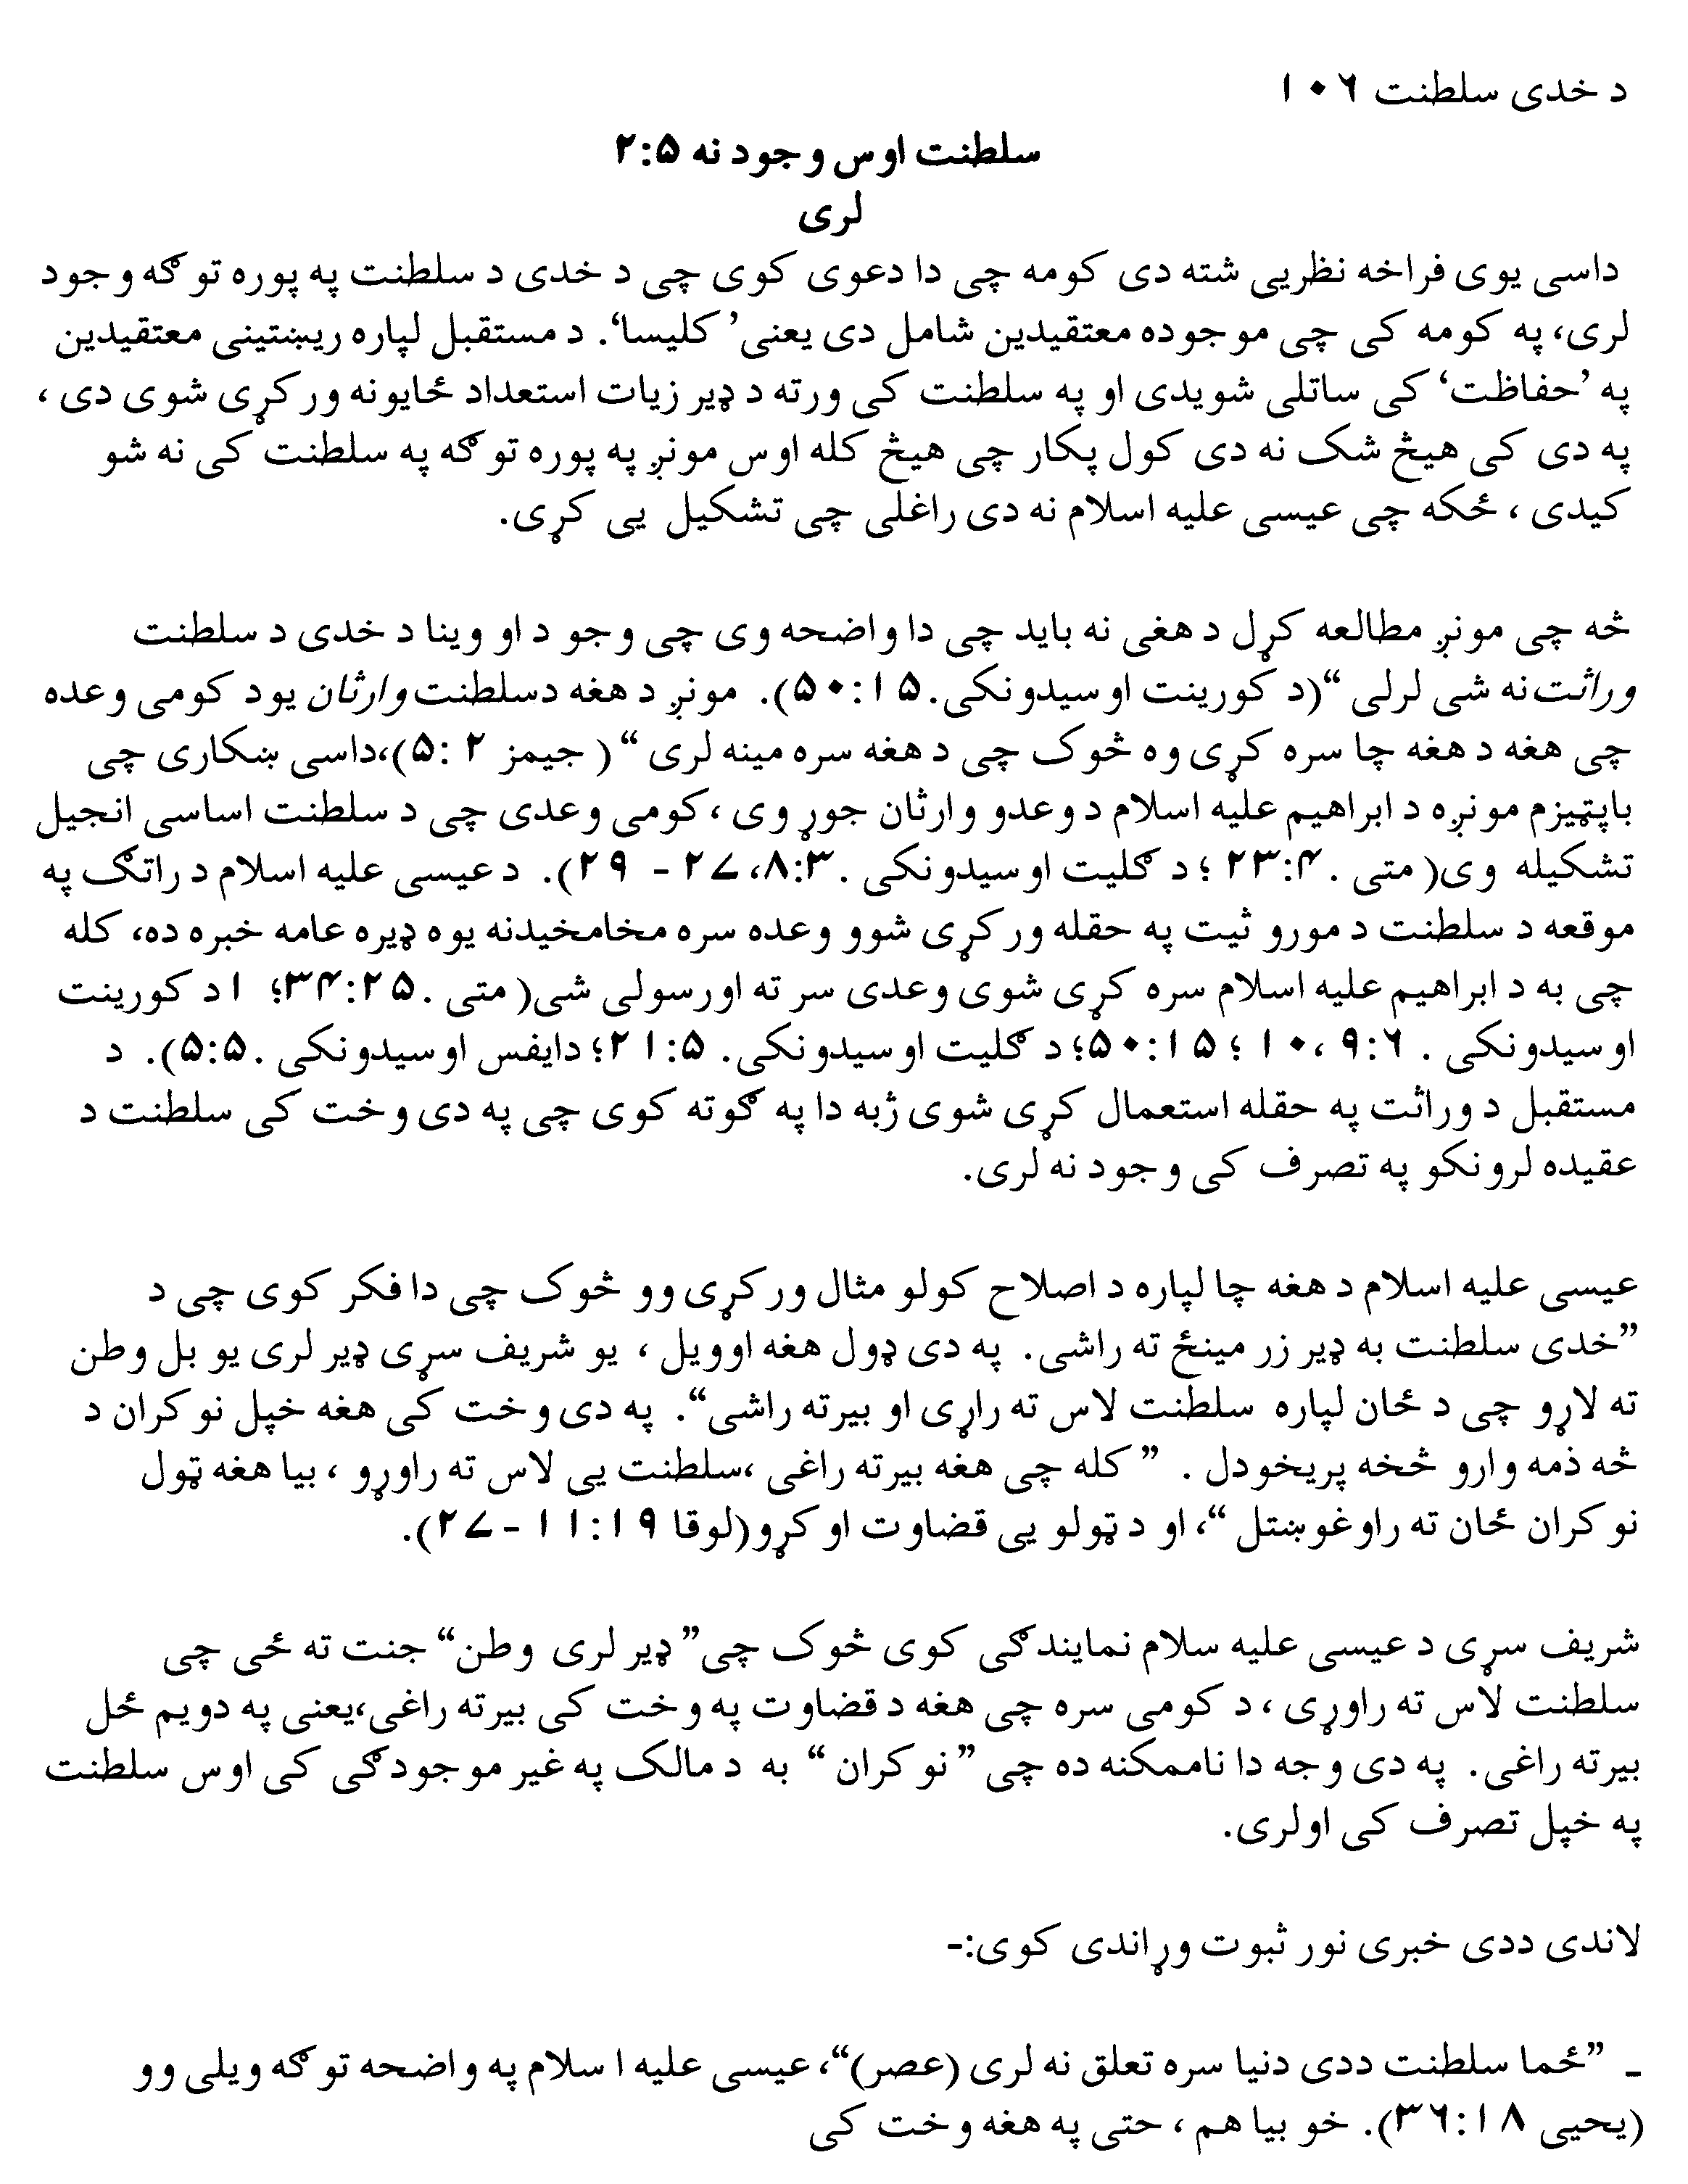 د خدی سلطنت ۱۰۶
سلطنت اوس وجود نه ۲:۵
لری
داسی یوی فراخه نظریی شته دی کومه چی دا دعوی کوی چی د خدی د سلطنت په پوره توګه وجود
لری، په کومه کی چی موجوده معتقیدین شامل دی یعنی’ کلیسا‘. د مستقبل لپاره ریښتینی معتقیدین
په ’حفاظت‘ کی ساتلی شویدی او په سلطنت کی ورته د ډیر زیات استعداد ځایونه ورکړی شوی دی ،
په دی کی هیڅ شک نه دی کول پکار چی هیڅ کله اوس مونږ په پوره توګه په سلطنت کی نه شو
کیدی ، ځکه چی عیسی علیه اسلام نه دی راغلی چی تشکیل یی کړی.
څه چی مونږ مطالعه کړل د هغی نه باید چی دا واضحه وی چی وجو د او وینا د خدی د سلطنت
وراثت نه شی لرلی “(د کورینت اوسیدونکی.۵۰:۱۵). مونږ د هغه دسلطنت وارثان یود کومی وعده
چی هغه د هغه چا سره کړی وه څوک چی د هغه سره مینه لری “ ( جیمز ۲ :۵)،داسی ښکاری چی
باپټیزم مونږه د ابراهیم علیه اسلام د وعدو وارثان جوړوی ،کومی وعدی چی د سلطنت اساسی انجیل
تشکیله وی( متی .۲۳:۴ ؛ د ګلیت اوسیدونکی .۸:۳، ۲۷ - ۲۹). د عیسی علیه اسلام د راتګ په
موقعه د سلطنت د مورو ثیت په حقله ورکړی شوو وعده سره مخامخیدنه یوه ډیره عامه خبره ده، کله
چی به د ابراهیم علیه اسلام سره کړی شوی وعدی سر ته اورسولی شی( متی .۳۴:۲۵؛ ۱ د کورینت
اوسیدونکی . ۹:۶ ،۱۰ ؛ ۵۰:۱۵؛ د ګلیت اوسیدونکی. ۲۱:۵؛ دایفس اوسیدونکی .۵:۵). د
مستقبل د وراثت په حقله استعمال کړی شوی ژبه دا په ګوته کوی چی په دی وخت کی سلطنت د
عقیده لرونکو په تصرف کی وجود نه لری.
عیسی علیه اسلام د هغه چا لپاره د اصلاح کولو مثال ورکړی وو څوک چی دا فکر کوی چی د
”خدی سلطنت به ډیر زر مینځ ته راشی. په دی ډول هغه اوویل ، یو شریف سړی ډیر لری یو بل وطن
ته لاړو چی د ځان لپاره سلطنت لاس ته راړی او بیرته راشی“. په دی وخت کی هغه خپل نوکران د
څه ذمه وارو څخه پریخودل . ” کله چی هغه بیرته راغی ،سلطنت یی لاس ته راوړو ، بیا هغه ټول
نوکران ځان ته راوغوښتل “، او د ټولو یی قضاوت اوکړو(لوقا ۱۱:۱۹ -۲۷).
شریف سړی د عیسی علیه سلام نمایندګی کوی څوک چی” ډیر لری وطن“ جنت ته ځی چی
سلطنت لاس ته راوړی ، د کومی سره چی هغه د قضاوت په وخت کی بیرته راغی،یعنی په دویم ځل
بیرته راغی. په دی وجه دا ناممکنه ده چی ” نوکران “ به د مالک په غیر موجودګی کی اوس سلطنت
په خپل تصرف کی اولری.
لاندی ددی خبری نور ثبوت وړاندی کوی:-
_ ”ځما سلطنت ددی دنیا سره تعلق نه لری (عصر)“، عیسی علیه ا سلام په واضحه توګه ویلی وو
(یحیی ۳۶:۱۸). خو بیا هم ، حتی په هغه وخت کی